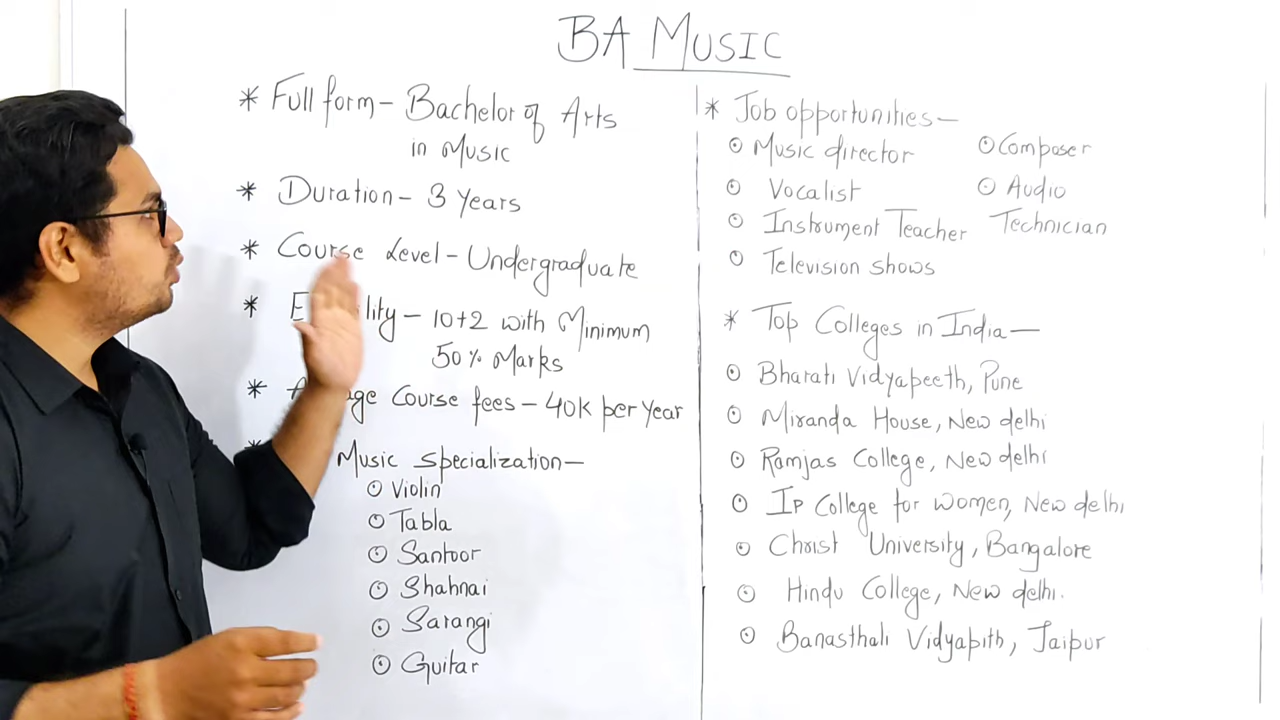 BA MUSIC
* Full form - Bachelor of Arts
in Music
* Duration - 3 Years
* Course Level - Undergraduate
* - 10+2 with Minimum
50% Marks
* Course fees - 40K per Year
Music specialization -
Violin
Tabla
Santoor
Shahnai
Sarangi
Guitar
* Job opportunities -
Music director
Vocalist
Instrument Teacher
Television shows
Composer
Audio
Technician
* Top Colleges in India -
Bharati Vidyapeeth, Pune
Miranda House, New delhi
Ramjas College, New delhi
IP College for women, New delhi
Christ University, Bangalore
Hindu College, New delhi.
Banasthali Vidyapith, Jaipur